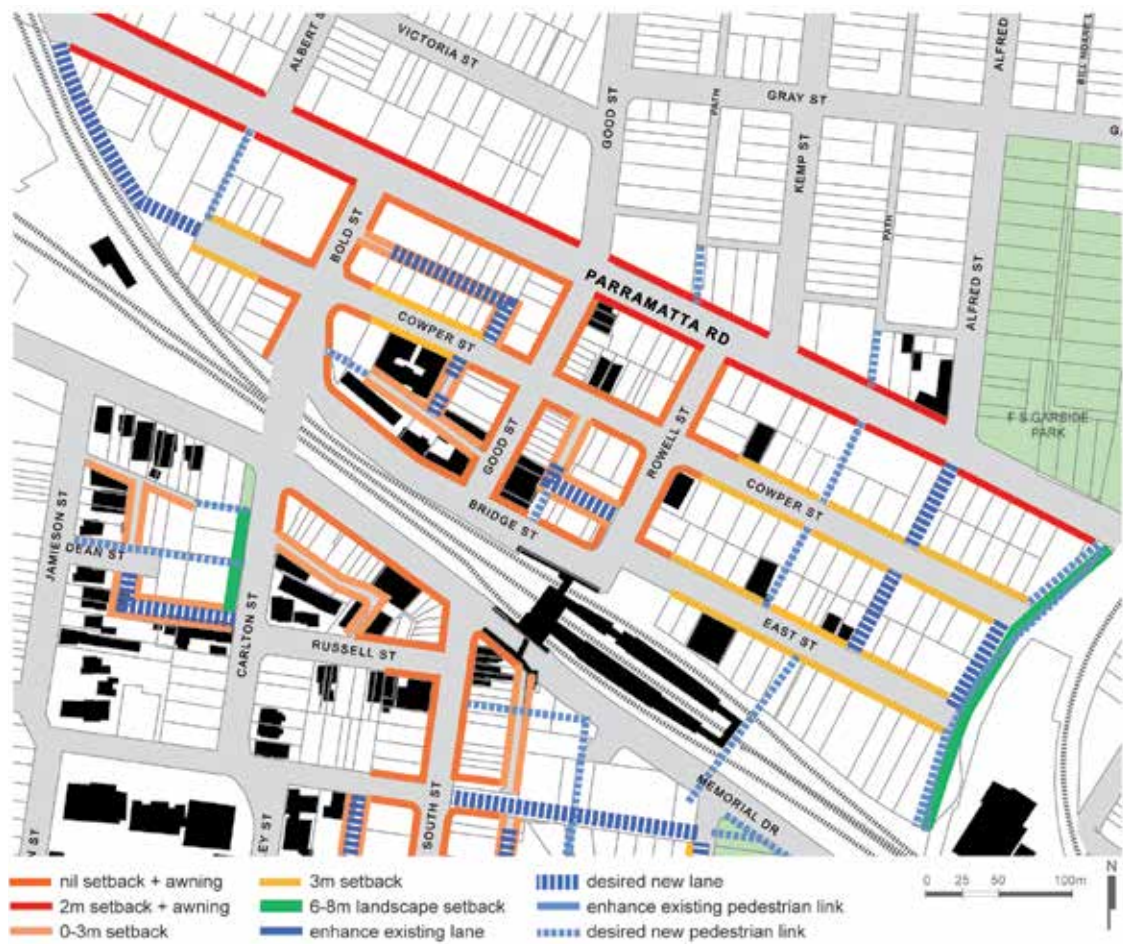 ALBERT S
VICTORIA ST
GOOD ST
PATH
GRAY ST
KEMP ST
ALFRED
BILL HOARE L
G
PATH
ALFRED ST
BOLD ST
PARRAMATTA RD
COWPER ST
F S GARSIDE
PARK
GOOD ST
ROWELL ST
COWPER ST
BRIDGE ST
JAMIESON ST
DEAN ST
CARLTON ST
EAST ST
RUSSELL ST
MEMORIAL DR
SOUTH ST
N ST
LEY ST
nil setback + awning
2m setback + awning
0-3m setback
3m setback
6-8m landscape setback
enhance existing lane
desired new lane
enhance existing pedestrian link
desired new pedestrian link
0 25 50 100m
N